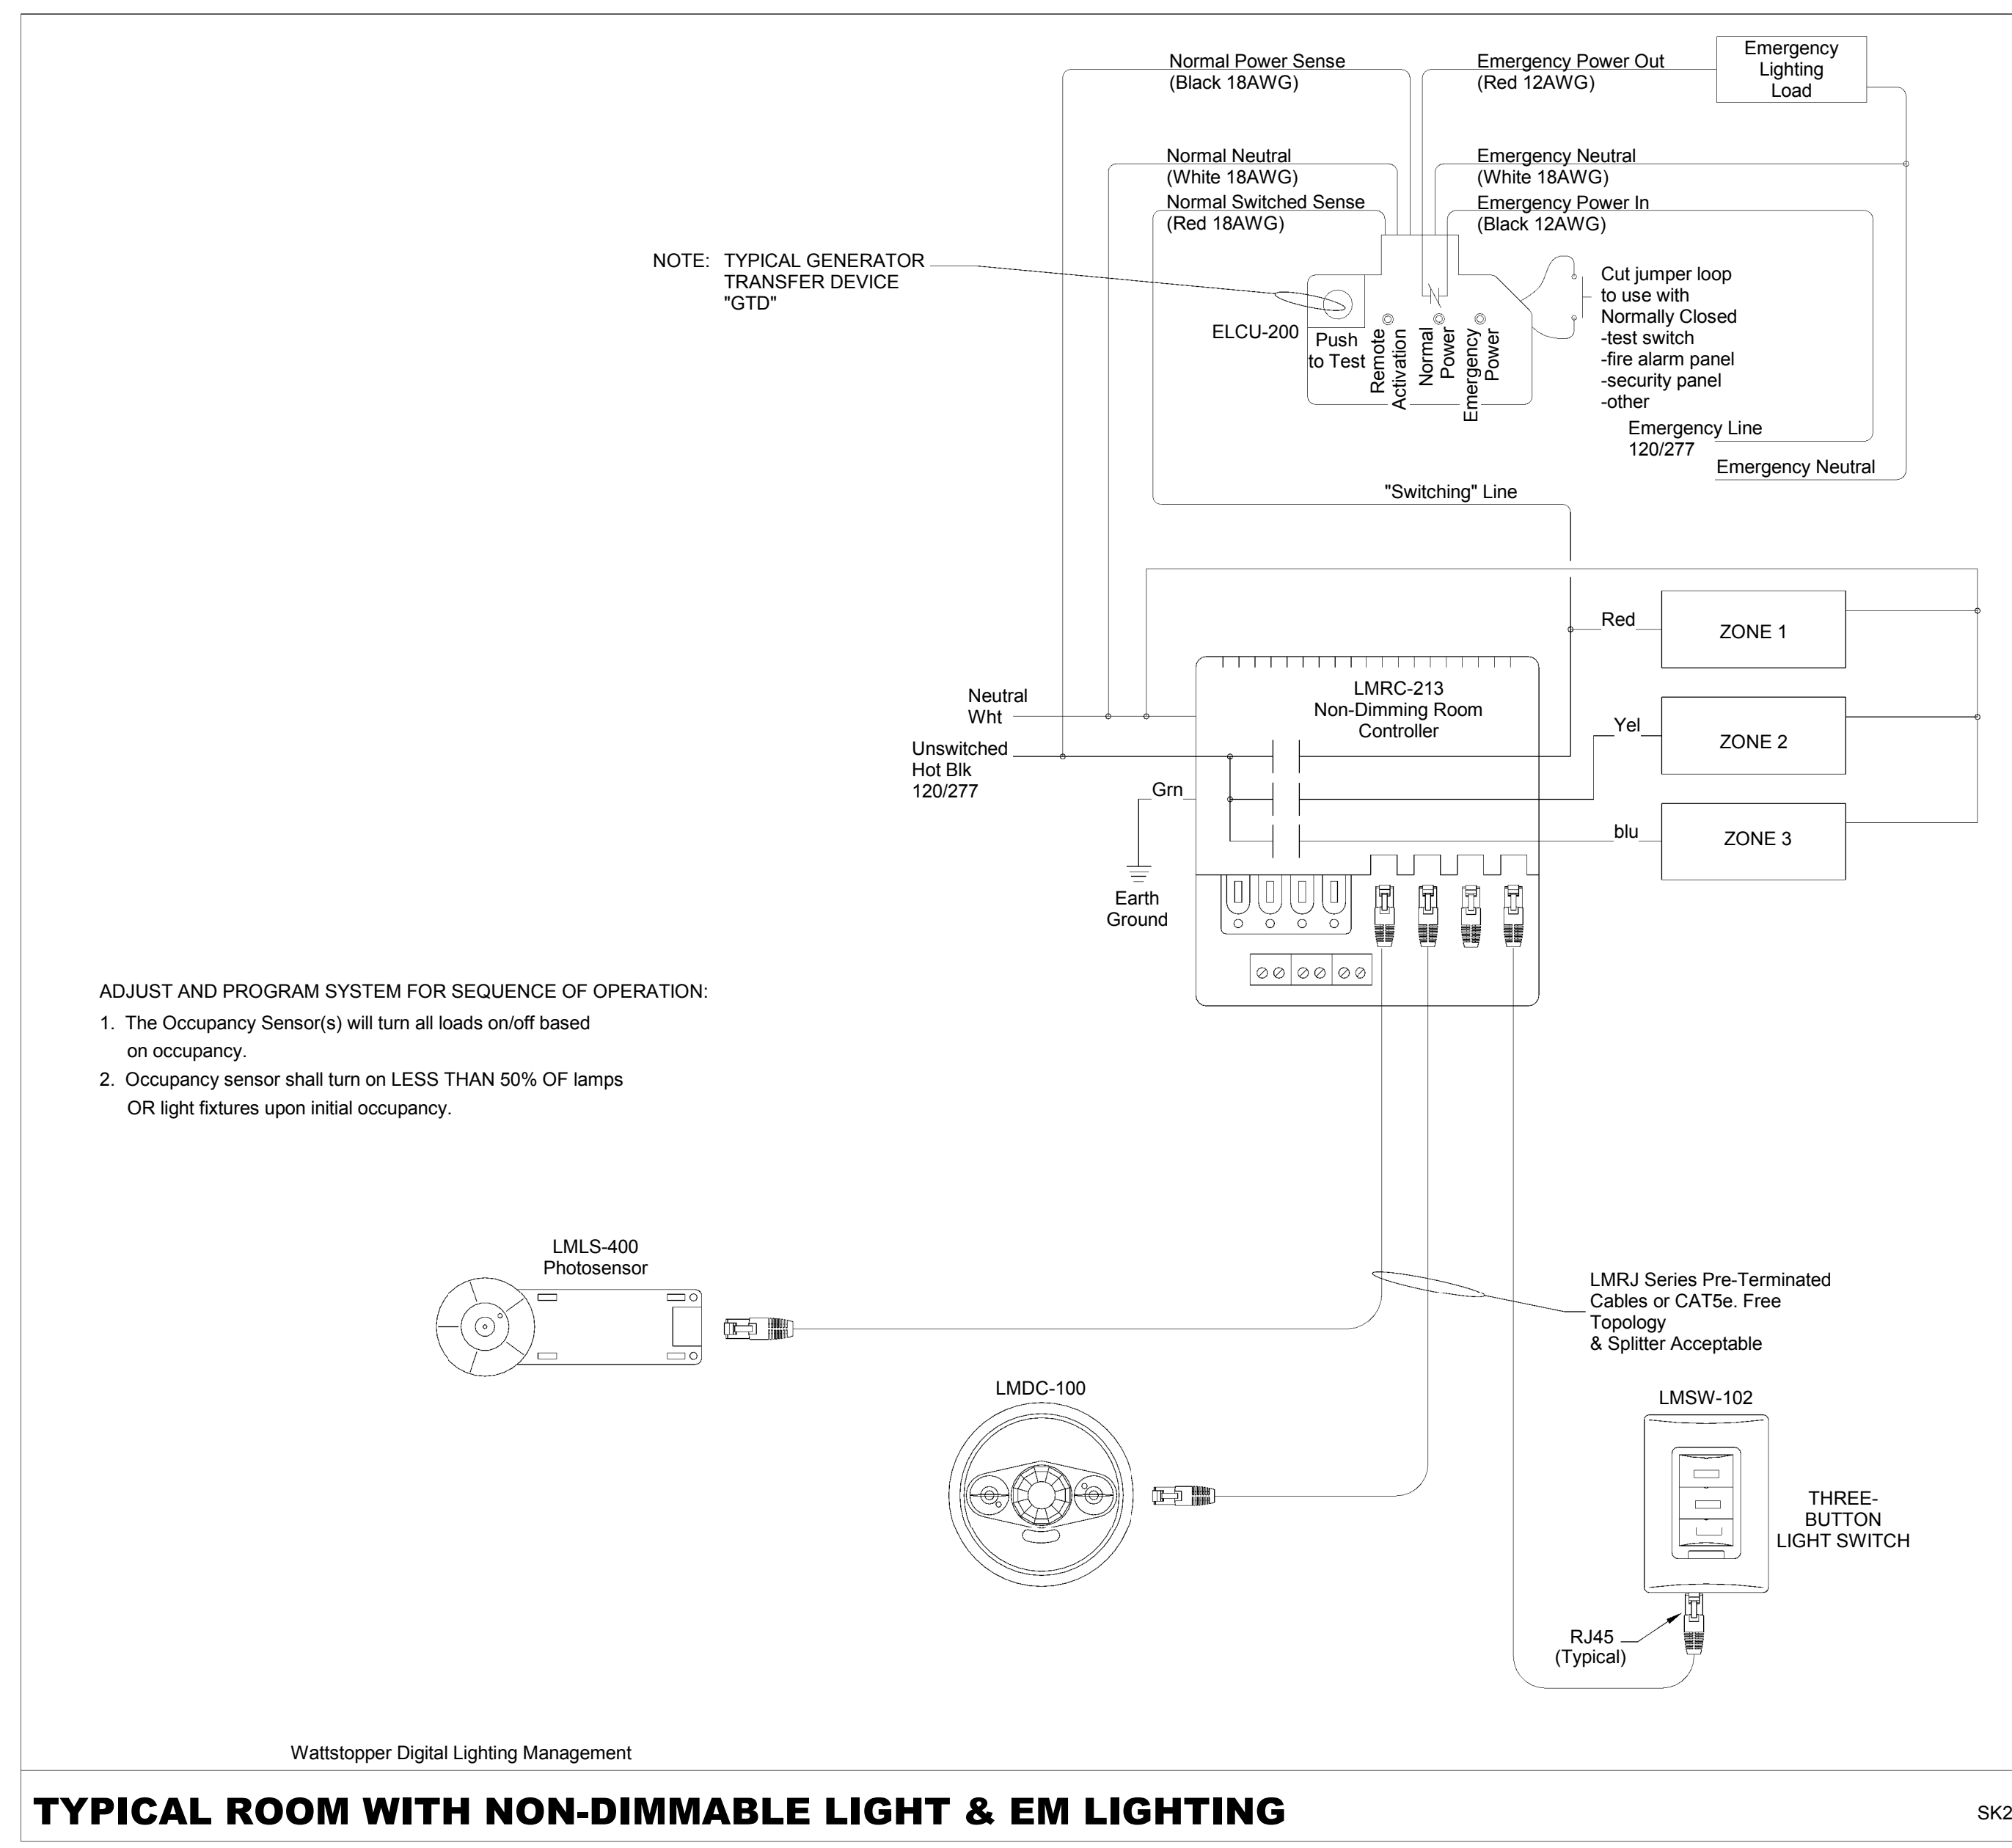 Normal Power Sense
(Black 18AWG)
Emergency Power Out
(Red 12AWG)
Emergency
Lighting
Load
Normal Neutral
(White 18AWG)
Emergency Neutral
(White 18AWG)
Normal Switched Sense
(Red 18AWG)
Emergency Power In
(Black 12AWG)
NOTE: TYPICAL GENERATOR
TRANSFER DEVICE
"GTD"
ELCU-200
Push
to Test
Remote
Activation
Normal
Power
Emergency
Power
Cut jumper loop
to use with
Normally Closed
-test switch
-fire alarm panel
-security panel
-other
Emergency Line
120/277
Emergency Neutral
"Switching" Line
Red
ZONE 1
LMRC-213
Non-Dimming Room
Controller
Neutral
Wht
Yel
ZONE 2
Unswitched
Hot Blk
120/277
Grn
blu
ZONE 3
Earth
Ground
ADJUST AND PROGRAM SYSTEM FOR SEQUENCE OF OPERATION:
1. The Occupancy Sensor(s) will turn all loads on/off based
on occupancy.
2. Occupancy sensor shall turn on LESS THAN 50% OF lamps
OR light fixtures upon initial occupancy.
LMLS-400
Photosensor
LMRJ Series Pre-Terminated
Cables or CAT5e. Free
Topology
& Splitter Acceptable
LMDC-100
LMSW-102
THREE-
BUTTON
LIGHT SWITCH
RJ45
(Typical)
Wattstopper Digital Lighting Management
TYPICAL ROOM WITH NON-DIMMABLE LIGHT & EM LIGHTING
SK2